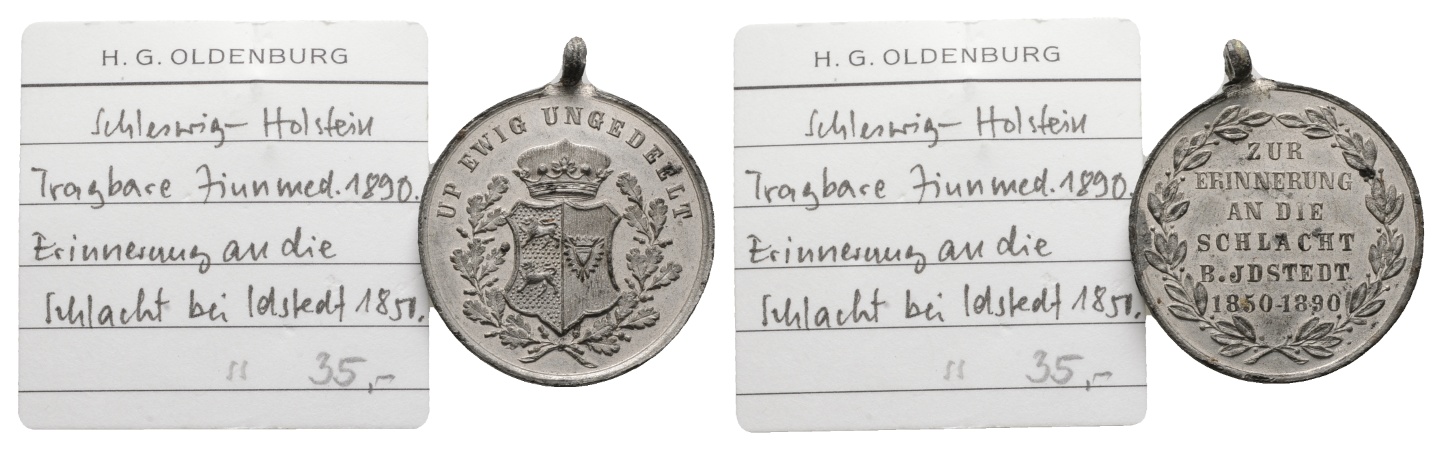 H. G. OLDENBURG
Schleswig-Holstein
Tragbare Zinnmed. 1890.
Erinnerung an die
Schlacht bei Idstedt 1850.
ss 35,-
UP EWIG UNGEDEELT
H. G. OLDENBURG
Schleswig-Holstein
Tragbare Zinnmed. 1890.
Erinnerung an die
Schlacht bei Idstedt 1850.
ss 35,-
ZUR
ERINNERUNG
AN DIE
SCHLACHT
B. JDSTEDT
1850-1890